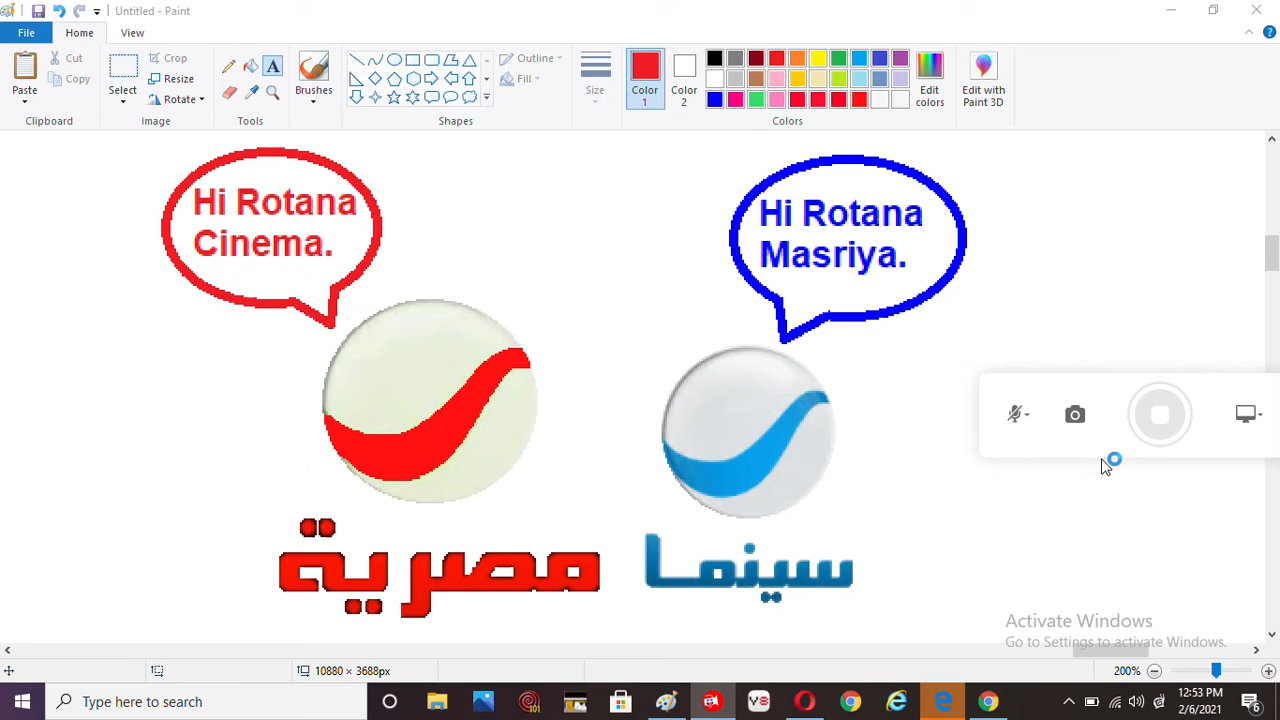 Untitled - Paint
File
Home
View
Paste
Cut
Copy
Clipboard
Select
Crop
Resize
Rotate
Image
A
Tools
Brushes
Outline
Fill
Shapes
Size
Color
1
Color
2
Edit
colors
Colors
Edit with
Paint 3D
Hi Rotana
Cinema.
Hi Rotana
Masriya.
مصرية
سينما
Activate Windows
Go to Settings to activate Windows.
10880 × 3688px
200%
Type here to search
101
12:53 PM
2/6/2021
6